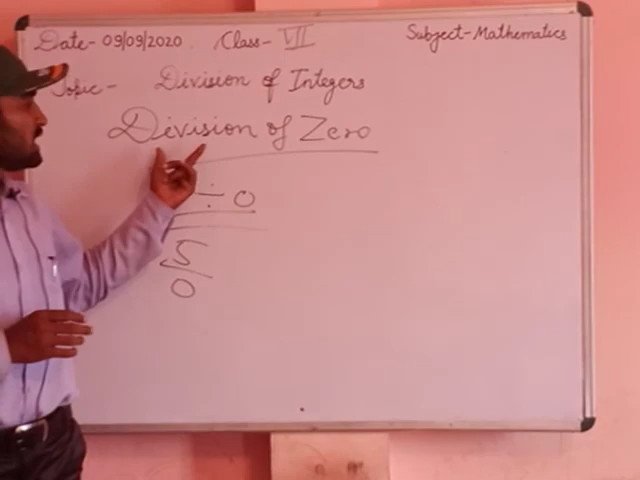 Date- 09/09/2020 Class- VII Subject- Mathematics
Topic- Division of Integers
Division of Zero
÷ 0
5
0